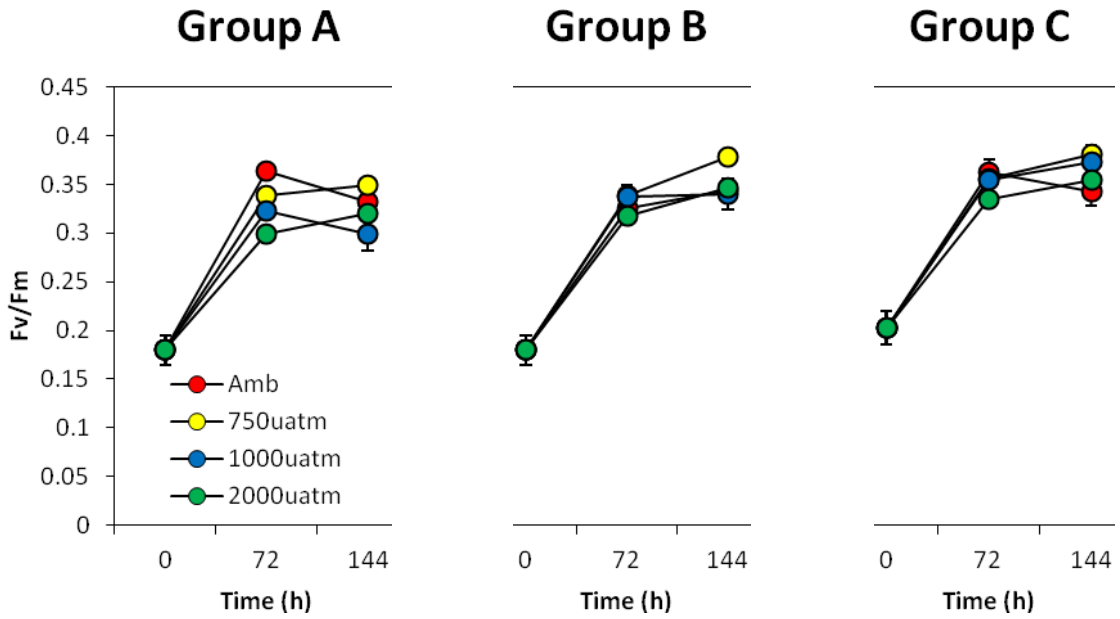 Group A Group B Group C
0.45
0.4
0.35
0.3
0.25
0.2
0.15
0.1
0.05
0
Fv/Fm
Amb
750uatm
1000uatm
2000uatm
0 72 144 0 72 144 0 72 144
Time (h) Time (h) Time (h)